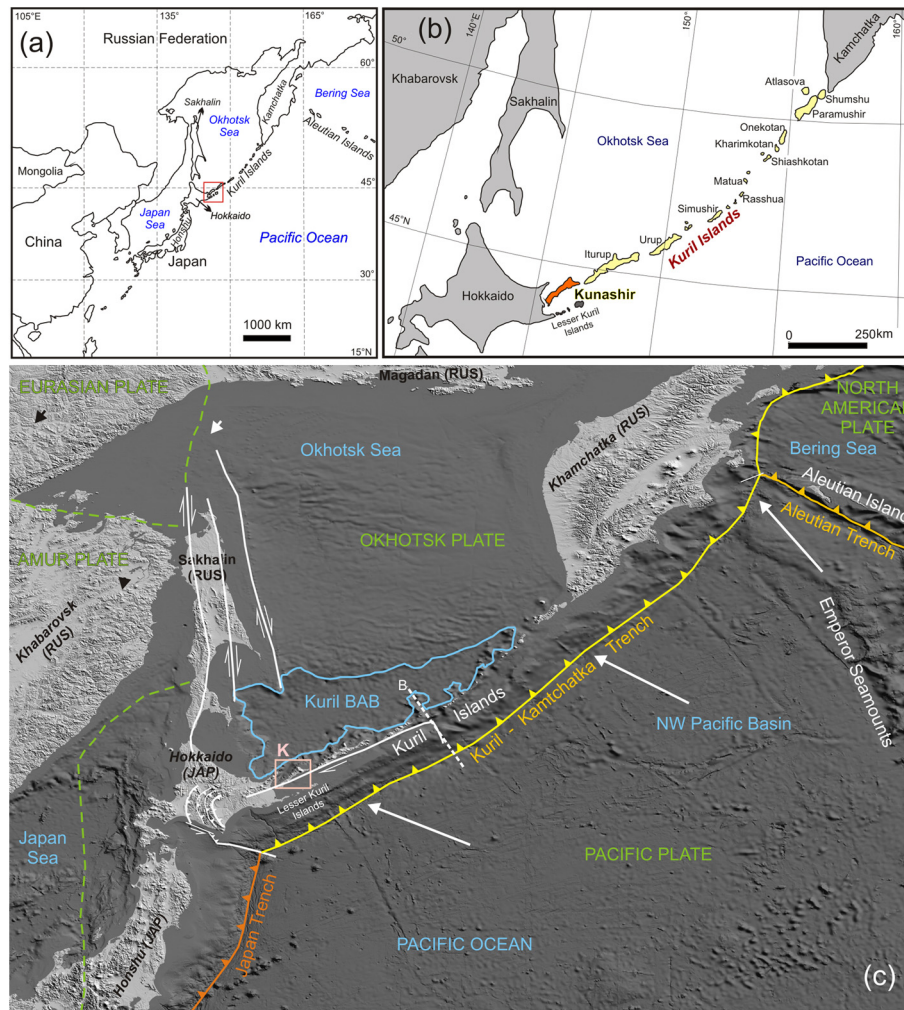 (a)
105°E
135°
165°
Russian Federation
60°
Sakhalin
Okhotsk
Sea
Kamchatka
Bering Sea
Aleutian Islands
Mongolia
Kuril Islands
45°
Hokkaido
Japan
Sea
Honshu
China
Japan
Pacific Ocean
30°
1000 km
15°N
(b)
140°E
150°
160°
50°
Khabarovsk
Sakhalin
Okhotsk Sea
Kamchatka
Atlasova
Shumshu
Paramushir
Onekotan
Kharimkotan
Shiashkotan
Matua
Rasshua
45°N
Simushir
Kuril Islands
Urup
Iturup
Pacific Ocean
Hokkaido
Kunashir
Lesser Kuril
Islands
0
250km
EURASIAN PLATE
Magadan (RUS)
NORTH
AMERICAN
PLATE
Bering Sea
Okhotsk Sea
Khamchatka (RUS)
Aleutian Island
Aleutian Trench
OKHOTSK PLATE
AMUR PLATE
Sakhalin
(RUS)
Khabarovsk
(RUS)
Emperor Seamounts
Kuril BAB
B
Kuril
Islands
Kuril - Kamtchatka - Trench
NW Pacific Basin
Hokkaido
(JAP)
K
Lesser Kuril
Islands
Japan
Sea
PACIFIC PLATE
Japan Trench
Honshu (JAP)
PACIFIC OCEAN
(c)